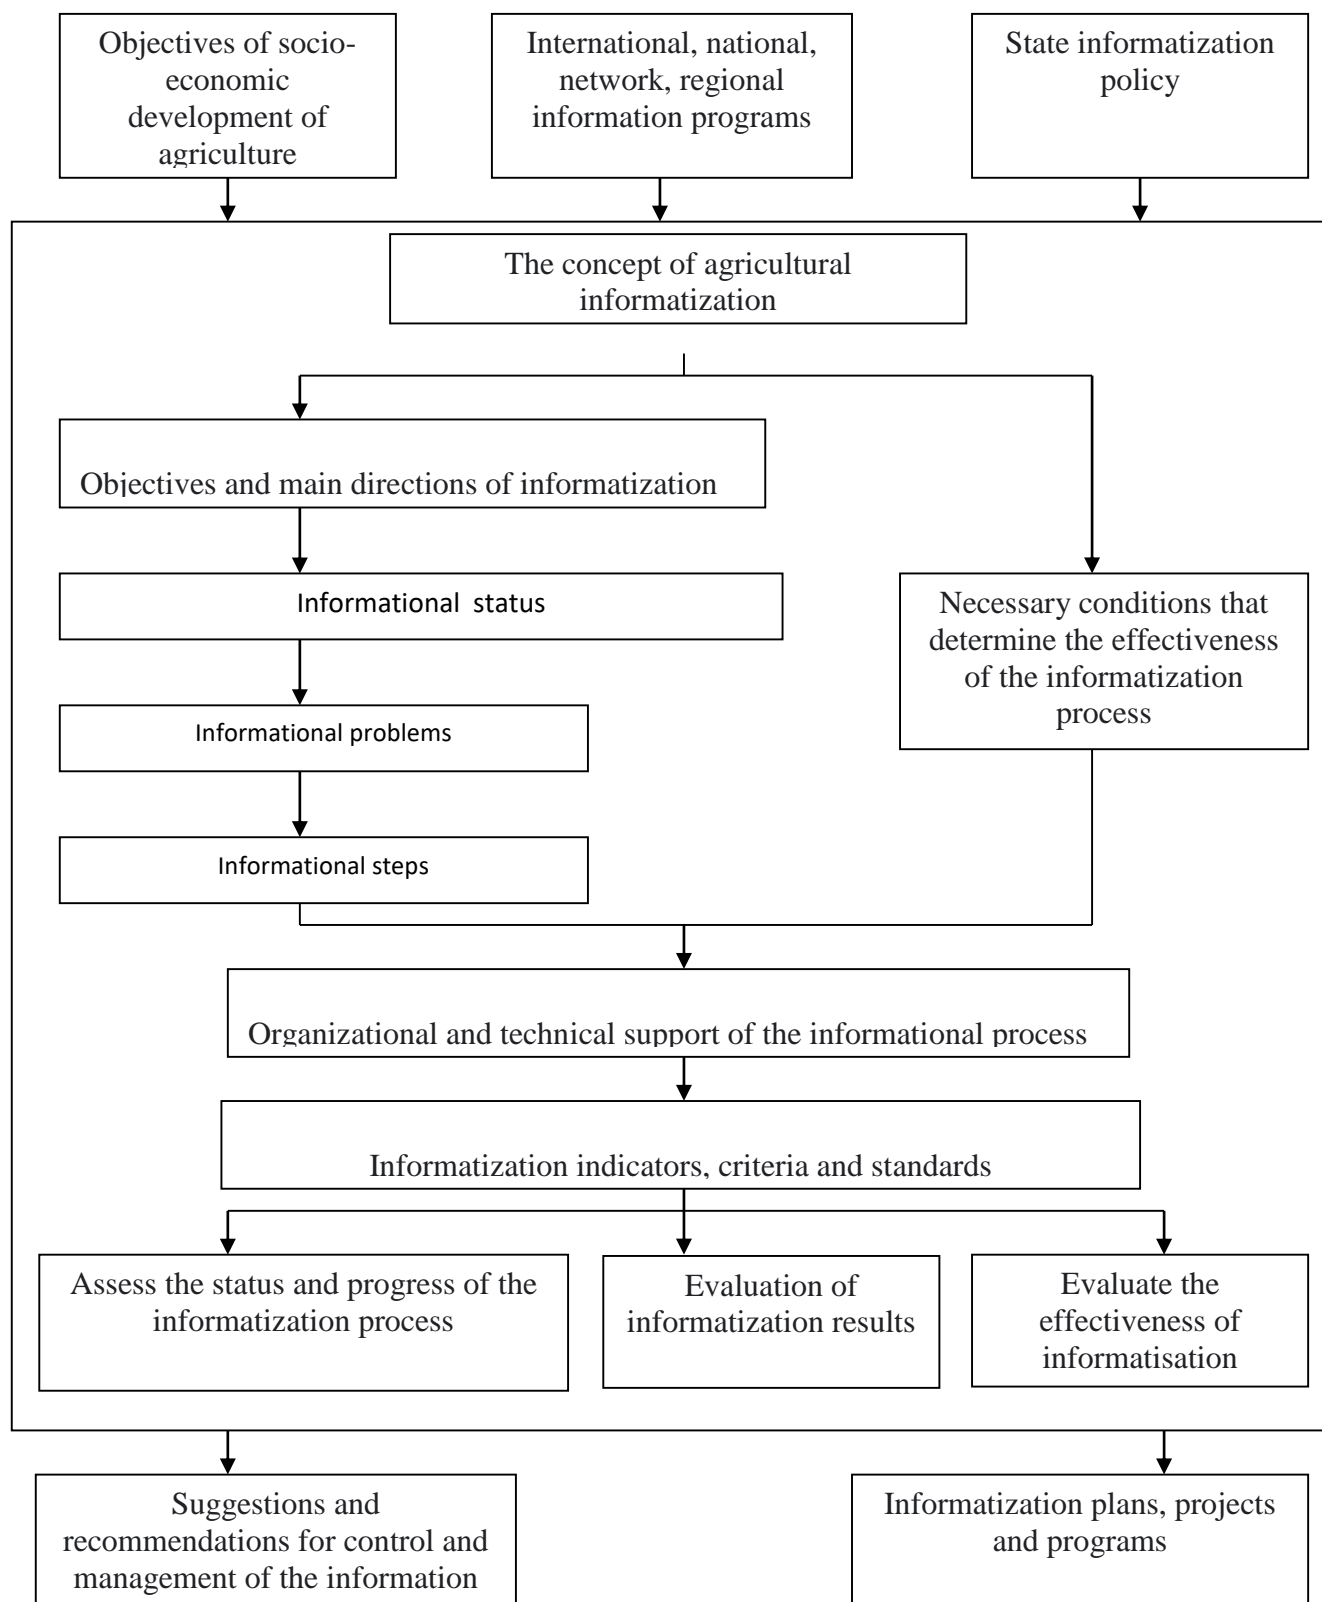 Objectives of socio-
economic
development of
agriculture
International, national,
network, regional
information programs
State informatization
policy
The concept of agricultural
informatization
Objectives and main directions of informatization
Informational status
Necessary conditions that
determine the effectiveness
of the informatization
process
Informational problems
Informational steps
Organizational and technical support of the informational process
Informatization indicators, criteria and standards
Assess the status and progress of the
informatization process
Evaluation of
informatization results
Evaluate the
effectiveness of
informatisation
Suggestions and
recommendations for control and
management of the information
Informatization plans, projects
and programs